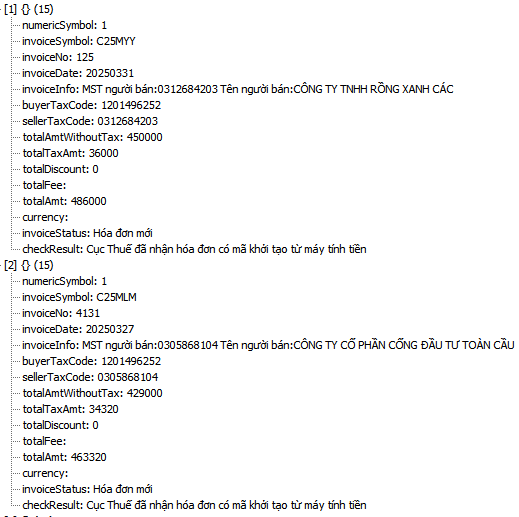 [1] {} (15)
numericSymbol: 1
invoiceSymbol: C25MYY
invoiceNo: 125
invoiceDate: 20250331
invoiceInfo: MST người bán:0312684203 Tên người bán:CÔNG TY TNHH RỒNG XANH CÁC
buyerTaxCode: 1201496252
sellerTaxCode: 0312684203
totalAmtWithoutTax: 450000
totalTaxAmt: 36000
totalDiscount: 0
totalFee:
totalAmt: 486000
currency:
invoiceStatus: Hóa đơn mới
checkResult: Cục Thuế đã nhận hóa đơn có mã khởi tạo từ máy tính tiền
[2] {} (15)
numericSymbol: 1
invoiceSymbol: C25MLM
invoiceNo: 4131
invoiceDate: 20250327
invoiceInfo: MST người bán:0305868104 Tên người bán:CÔNG TY CỔ PHẦN CỔNG ĐẦU TƯ TOÀN CẦU
buyerTaxCode: 1201496252
sellerTaxCode: 0305868104
totalAmtWithoutTax: 429000
totalTaxAmt: 34320
totalDiscount: 0
totalFee:
totalAmt: 463320
currency:
invoiceStatus: Hóa đơn mới
checkResult: Cục Thuế đã nhận hóa đơn có mã khởi tạo từ máy tính tiền